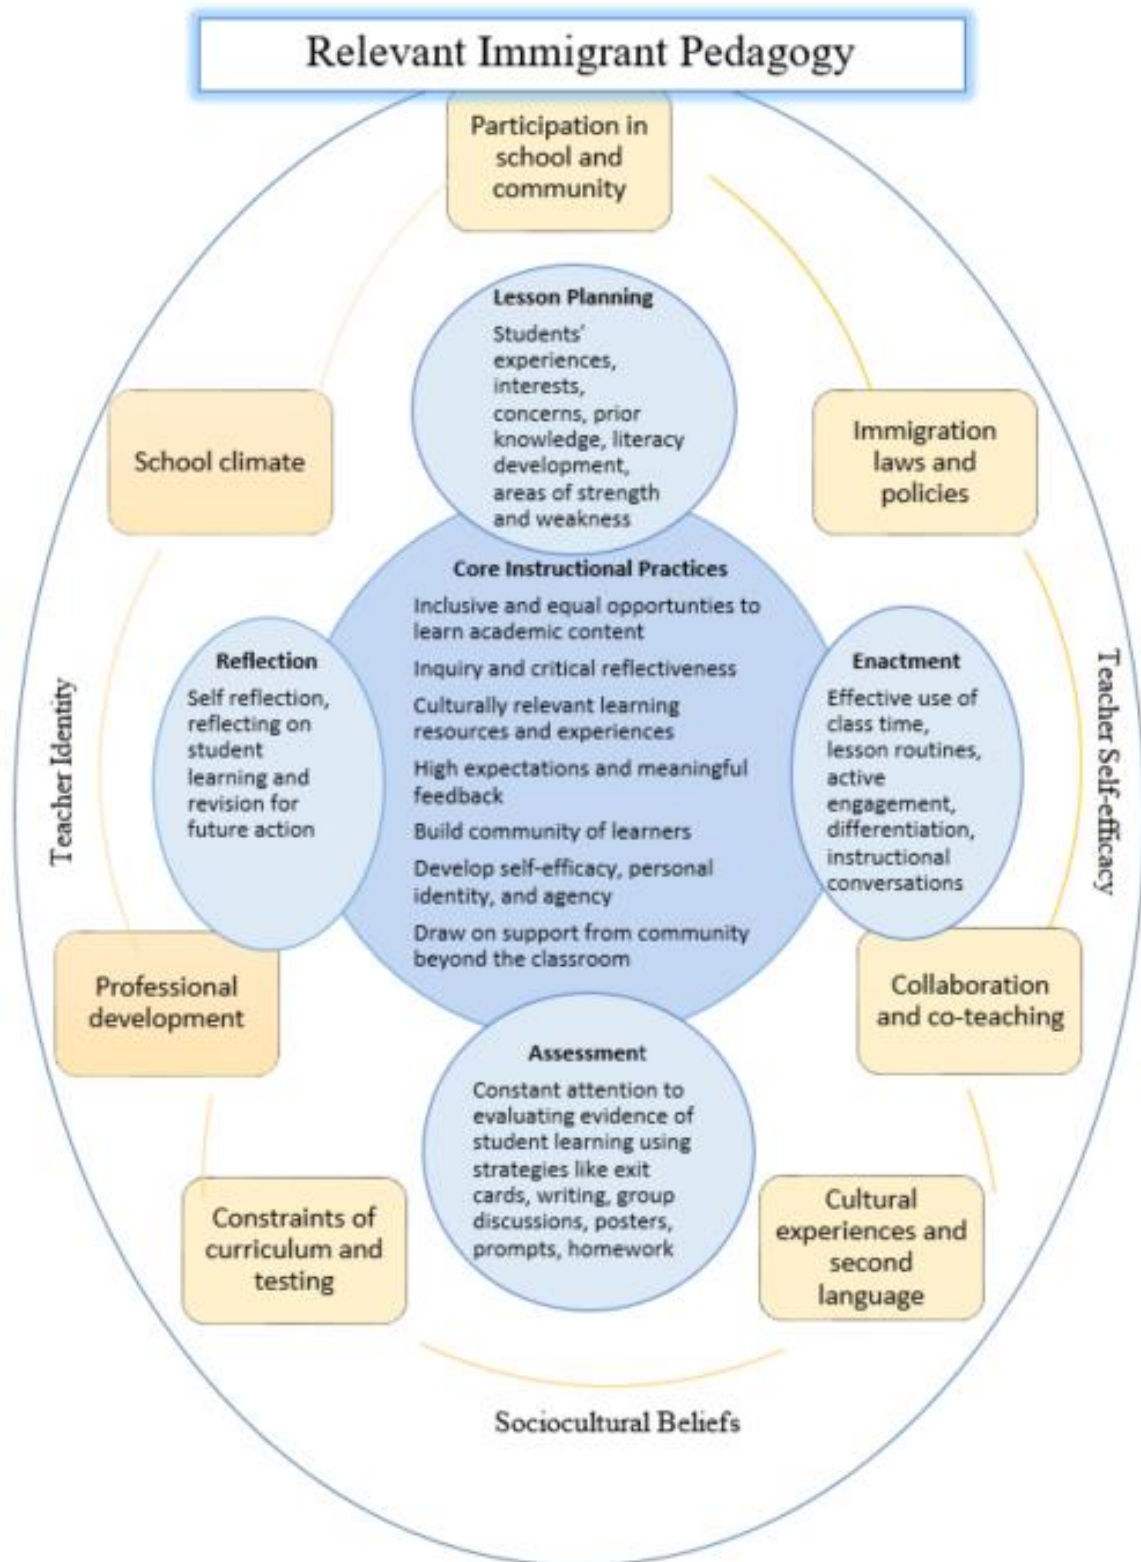 Relevant Immigrant Pedagogy
Participation in
school and
community
Lesson Planning
Students'
experiences,
interests,
concerns, prior
knowledge, literacy
development,
areas of strength
and weakness
School climate
Immigration
laws and
policies
Core Instructional Practices
Inclusive and equal opportunties to
learn academic content
Inquiry and critical reflectiveness
Culturally relevant learning
resources and experiences
High expectations and meaningful
feedback
Build community of learners
Develop self-efficacy, personal
identity, and agency
Draw on support from community
beyond the classroom
Reflection
Self reflection,
reflecting on
student
learning and
revision for
future action
Enactment
Effective use of
class time,
lesson routines,
active
engagement,
differentiation,
instructional
conversations
Teacher Identity
Teacher Self-efficacy
Professional
development
Collaboration
and co-teaching
Assessment
Constant attention to
evaluating evidence of
student learning using
strategies like exit
cards, writing, group
discussions, posters,
prompts, homework
Constraints of
curriculum and
testing
Cultural
experiences and
second
language
Sociocultural Beliefs